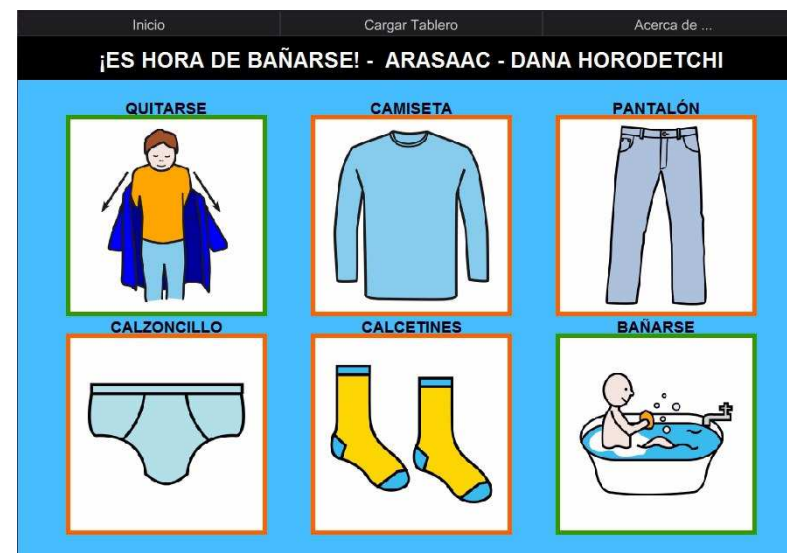 Inicio Cargar Tablero Acerca de ...
¡ES HORA DE BAÑARSE! - ARASAAC - DANA HORODETCHI
QUITARSE CAMISETA PANTALÓN
CALZONCILLO CALCETINES BAÑARSE